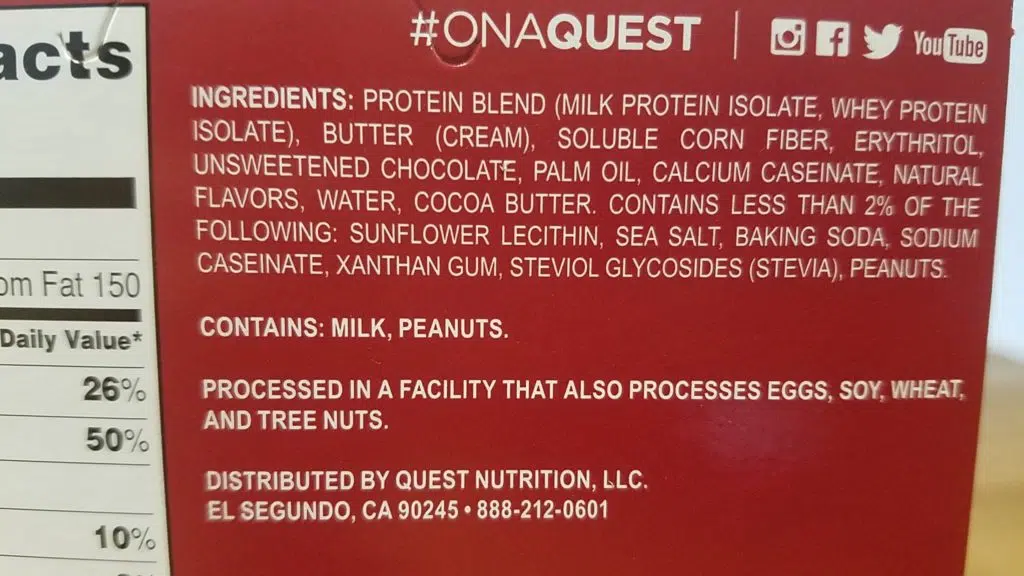 #ONAQUEST
You Tube
acts
om Fat 150
Daily Value*
26%
50%
10%
INGREDIENTS: PROTEIN BLEND (MILK PROTEIN ISOLATE, WHEY PROTEIN
ISOLATE), BUTTER (CREAM), SOLUBLE CORN FIBER, ERYTHRITOL,
UNSWEETENED CHOCOLATE, PALM OIL, CALCIUM CASEINATE, NATURAL
FLAVORS, WATER, COCOA BUTTER. CONTAINS LESS THAN 2% OF THE
FOLLOWING: SUNFLOWER LECITHIN, SEA SALT, BAKING SODA, SODIUM
CASEINATE, XANTHAN GUM, STEVIOL GLYCOSIDES (STEVIA), PEANUTS.
CONTAINS: MILK, PEANUTS.
PROCESSED IN A FACILITY THAT ALSO PROCESSES EGGS, SOY, WHEAT,
AND TREE NUTS.
DISTRIBUTED BY QUEST NUTRITION, LLC.
EL SEGUNDO, CA 90245 • 888-212-0601